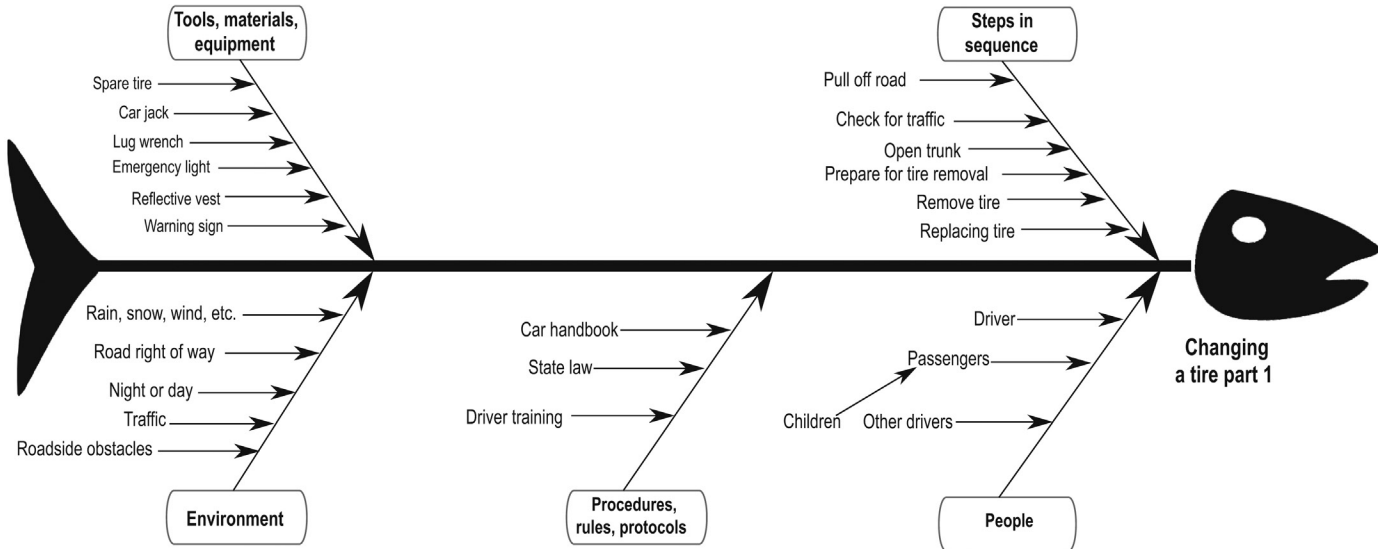 Tools, materials,
equipment
Spare tire
Car jack
Lug wrench
Emergency light
Reflective vest
Warning sign
Steps in
sequence
Pull off road
Check for traffic
Open trunk
Prepare for tire removal
Remove tire
Replacing tire
Rain, snow, wind, etc.
Road right of way
Night or day
Traffic
Roadside obstacles
Environment
Car handbook
State law
Driver training
Procedures,
rules, protocols
Driver
Passengers
Children
Other drivers
People
Changing
a tire part 1